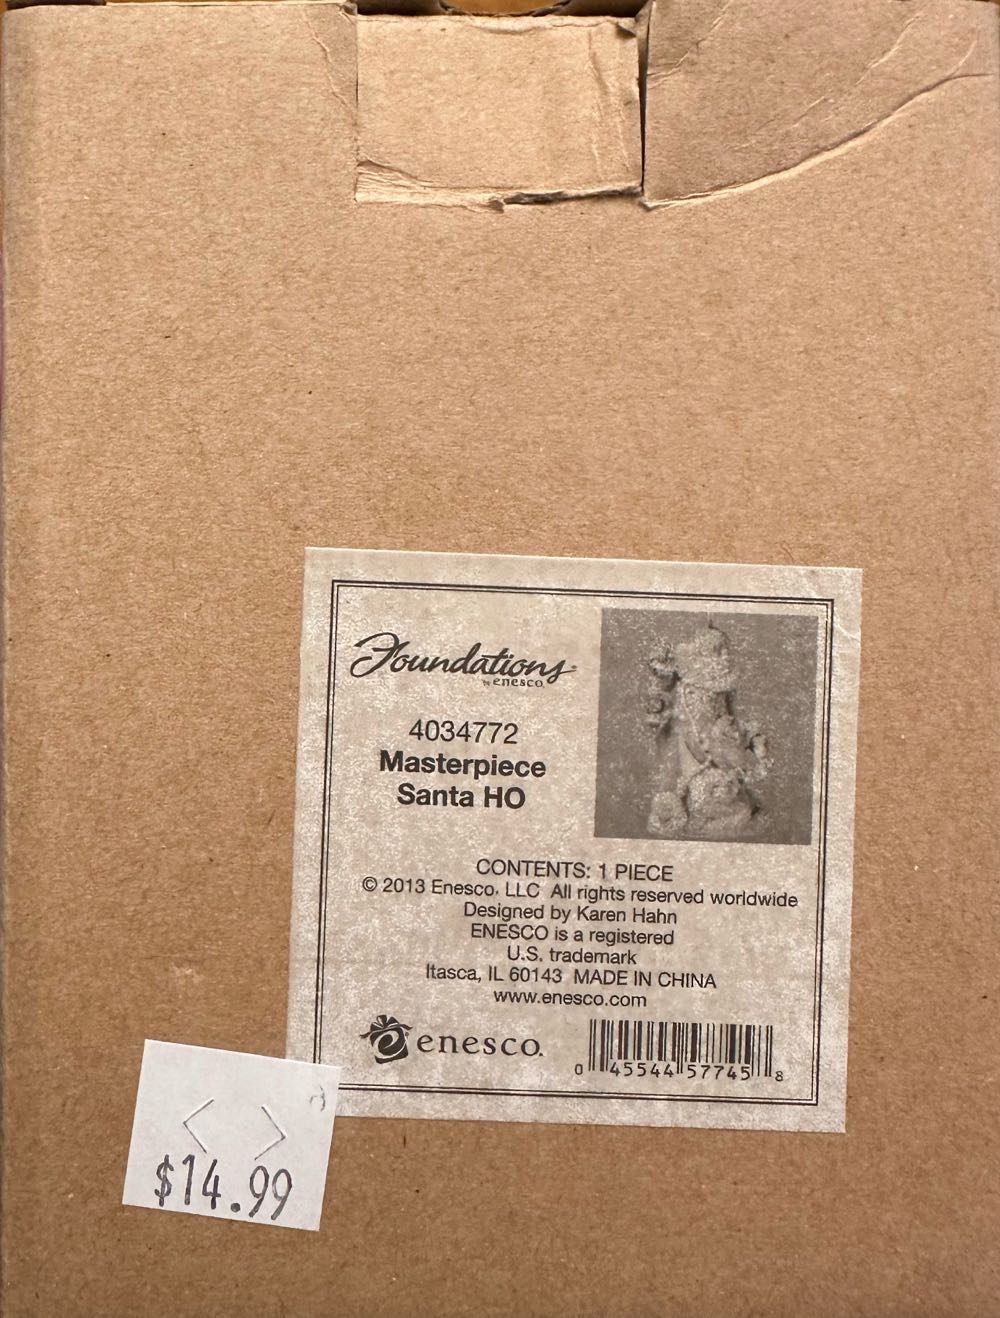 Foundations
by enesco
4034772
Masterpiece
Santa HO
CONTENTS: 1 PIECE
© 2013 Enesco, LLC All rights reserved worldwide
Designed by Karen Hahn
ENESCO is a registered
U.S. trademark
Itasca, IL 60143 MADE IN CHINA
www.enesco.com
enesco.
0 45544 57745 8
$14.99